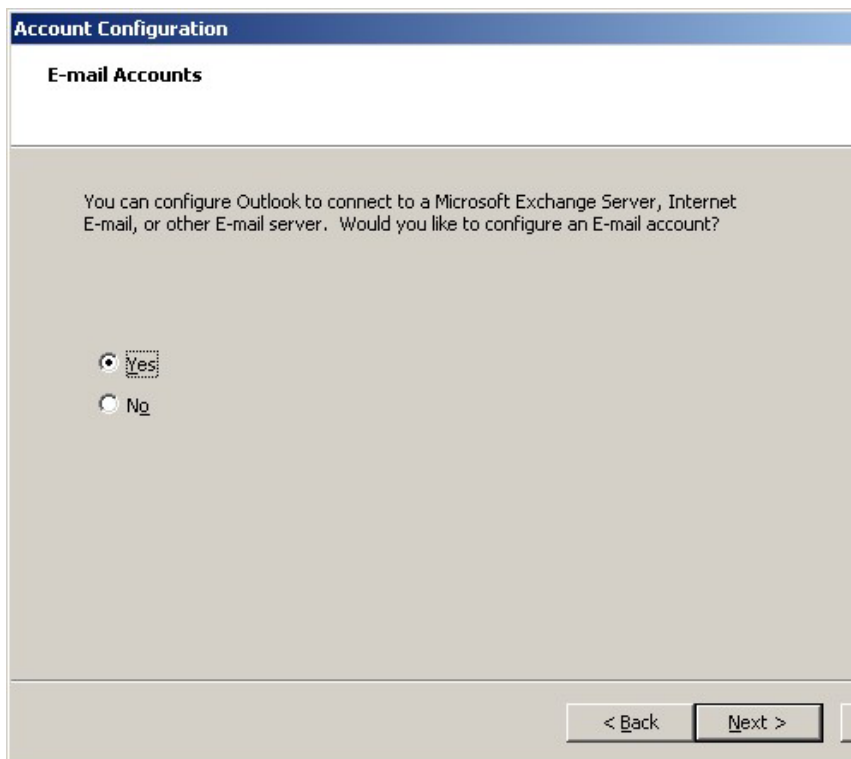 Account Configuration
E-mail Accounts
You can configure Outlook to connect to a Microsoft Exchange Server, Internet
E-mail, or other E-mail server.  Would you like to configure an E-mail account?
Yes
No
< Back
Next >